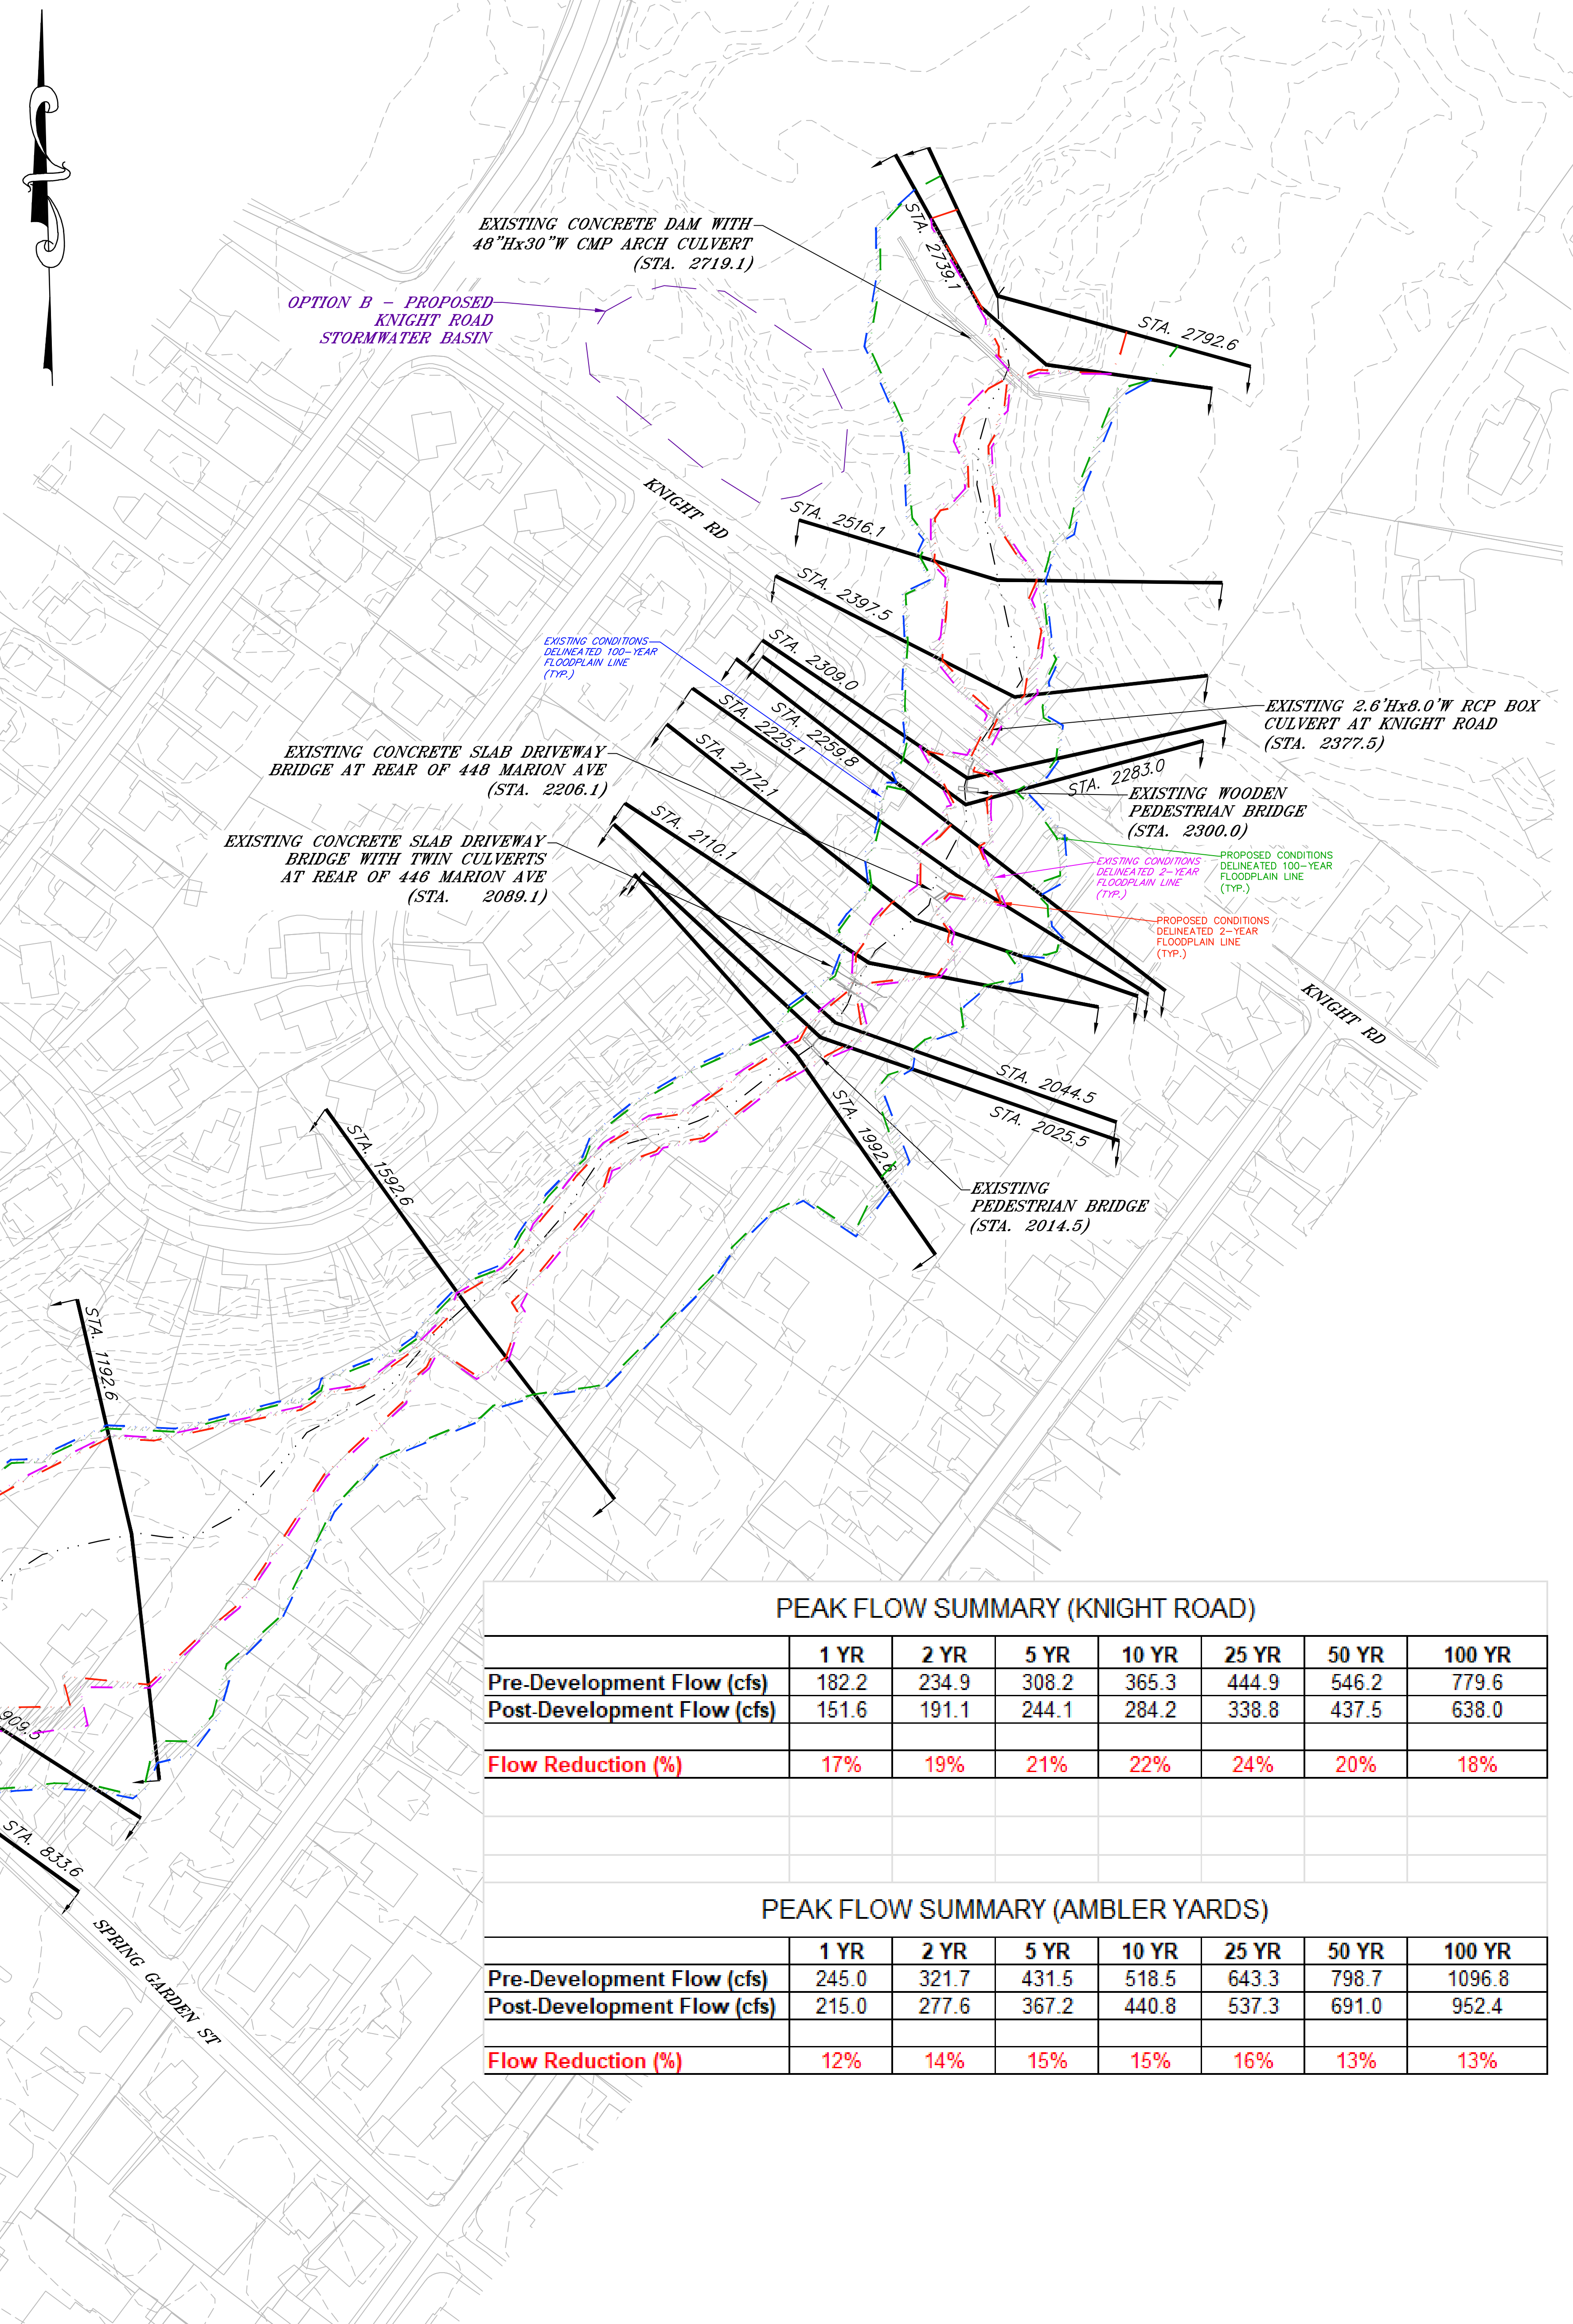 EXISTING CONCRETE DAM WITH
48"Hx30"W CMP ARCH CULVERT
(STA. 2719.1)
STA. 2739.1
STA. 2792.6
OPTION B - PROPOSED
KNIGHT ROAD
STORMWATER BASIN
KNIGHT RD
STA. 2516.1
STA. 2397.5
EXISTING CONDITIONS
DELINEATED 100-YEAR
FLOODPLAIN LINE
(TYP.)
STA. 2309.0
STA. 2259.8
STA. 2225.1
STA. 2172.1
EXISTING 2.6'Hx8.0'W RCP BOX
CULVERT AT KNIGHT ROAD
(STA. 2377.5)
STA. 2283.0
EXISTING WOODEN
PEDESTRIAN BRIDGE
(STA. 2300.0)
EXISTING CONCRETE SLAB DRIVEWAY
BRIDGE AT REAR OF 448 MARION AVE
(STA. 2206.1)
STA. 2110.1
EXISTING CONCRETE SLAB DRIVEWAY
BRIDGE WITH TWIN CULVERTS
AT REAR OF 446 MARION AVE
(STA. 2089.1)
PROPOSED CONDITIONS
DELINEATED 100-YEAR
FLOODPLAIN LINE
(TYP.)
EXISTING CONDITIONS
DELINEATED 2-YEAR
FLOODPLAIN LINE
(TYP.)
PROPOSED CONDITIONS
DELINEATED 2-YEAR
FLOODPLAIN LINE
(TYP.)
KNIGHT RD
STA. 2044.5
STA. 2025.5
STA. 1992.6
EXISTING
PEDESTRIAN BRIDGE
(STA. 2014.5)
STA. 1592.6
STA. 1192.6
909.5
STA. 833.6
SPRING GARDEN ST
PEAK FLOW SUMMARY (KNIGHT ROAD)
1 YR 2 YR 5 YR 10 YR 25 YR 50 YR 100 YR
Pre-Development Flow (cfs) 182.2 234.9 308.2 365.3 444.9 546.2 779.6
Post-Development Flow (cfs) 151.6 191.1 244.1 284.2 338.8 437.5 638.0
Flow Reduction (%) 17% 19% 21% 22% 24% 20% 18%
PEAK FLOW SUMMARY (AMBLER YARDS)
1 YR 2 YR 5 YR 10 YR 25 YR 50 YR 100 YR
Pre-Development Flow (cfs) 245.0 321.7 431.5 518.5 643.3 798.7 1096.8
Post-Development Flow (cfs) 215.0 277.6 367.2 440.8 537.3 691.0 952.4
Flow Reduction (%) 12% 14% 15% 15% 16% 13% 13%